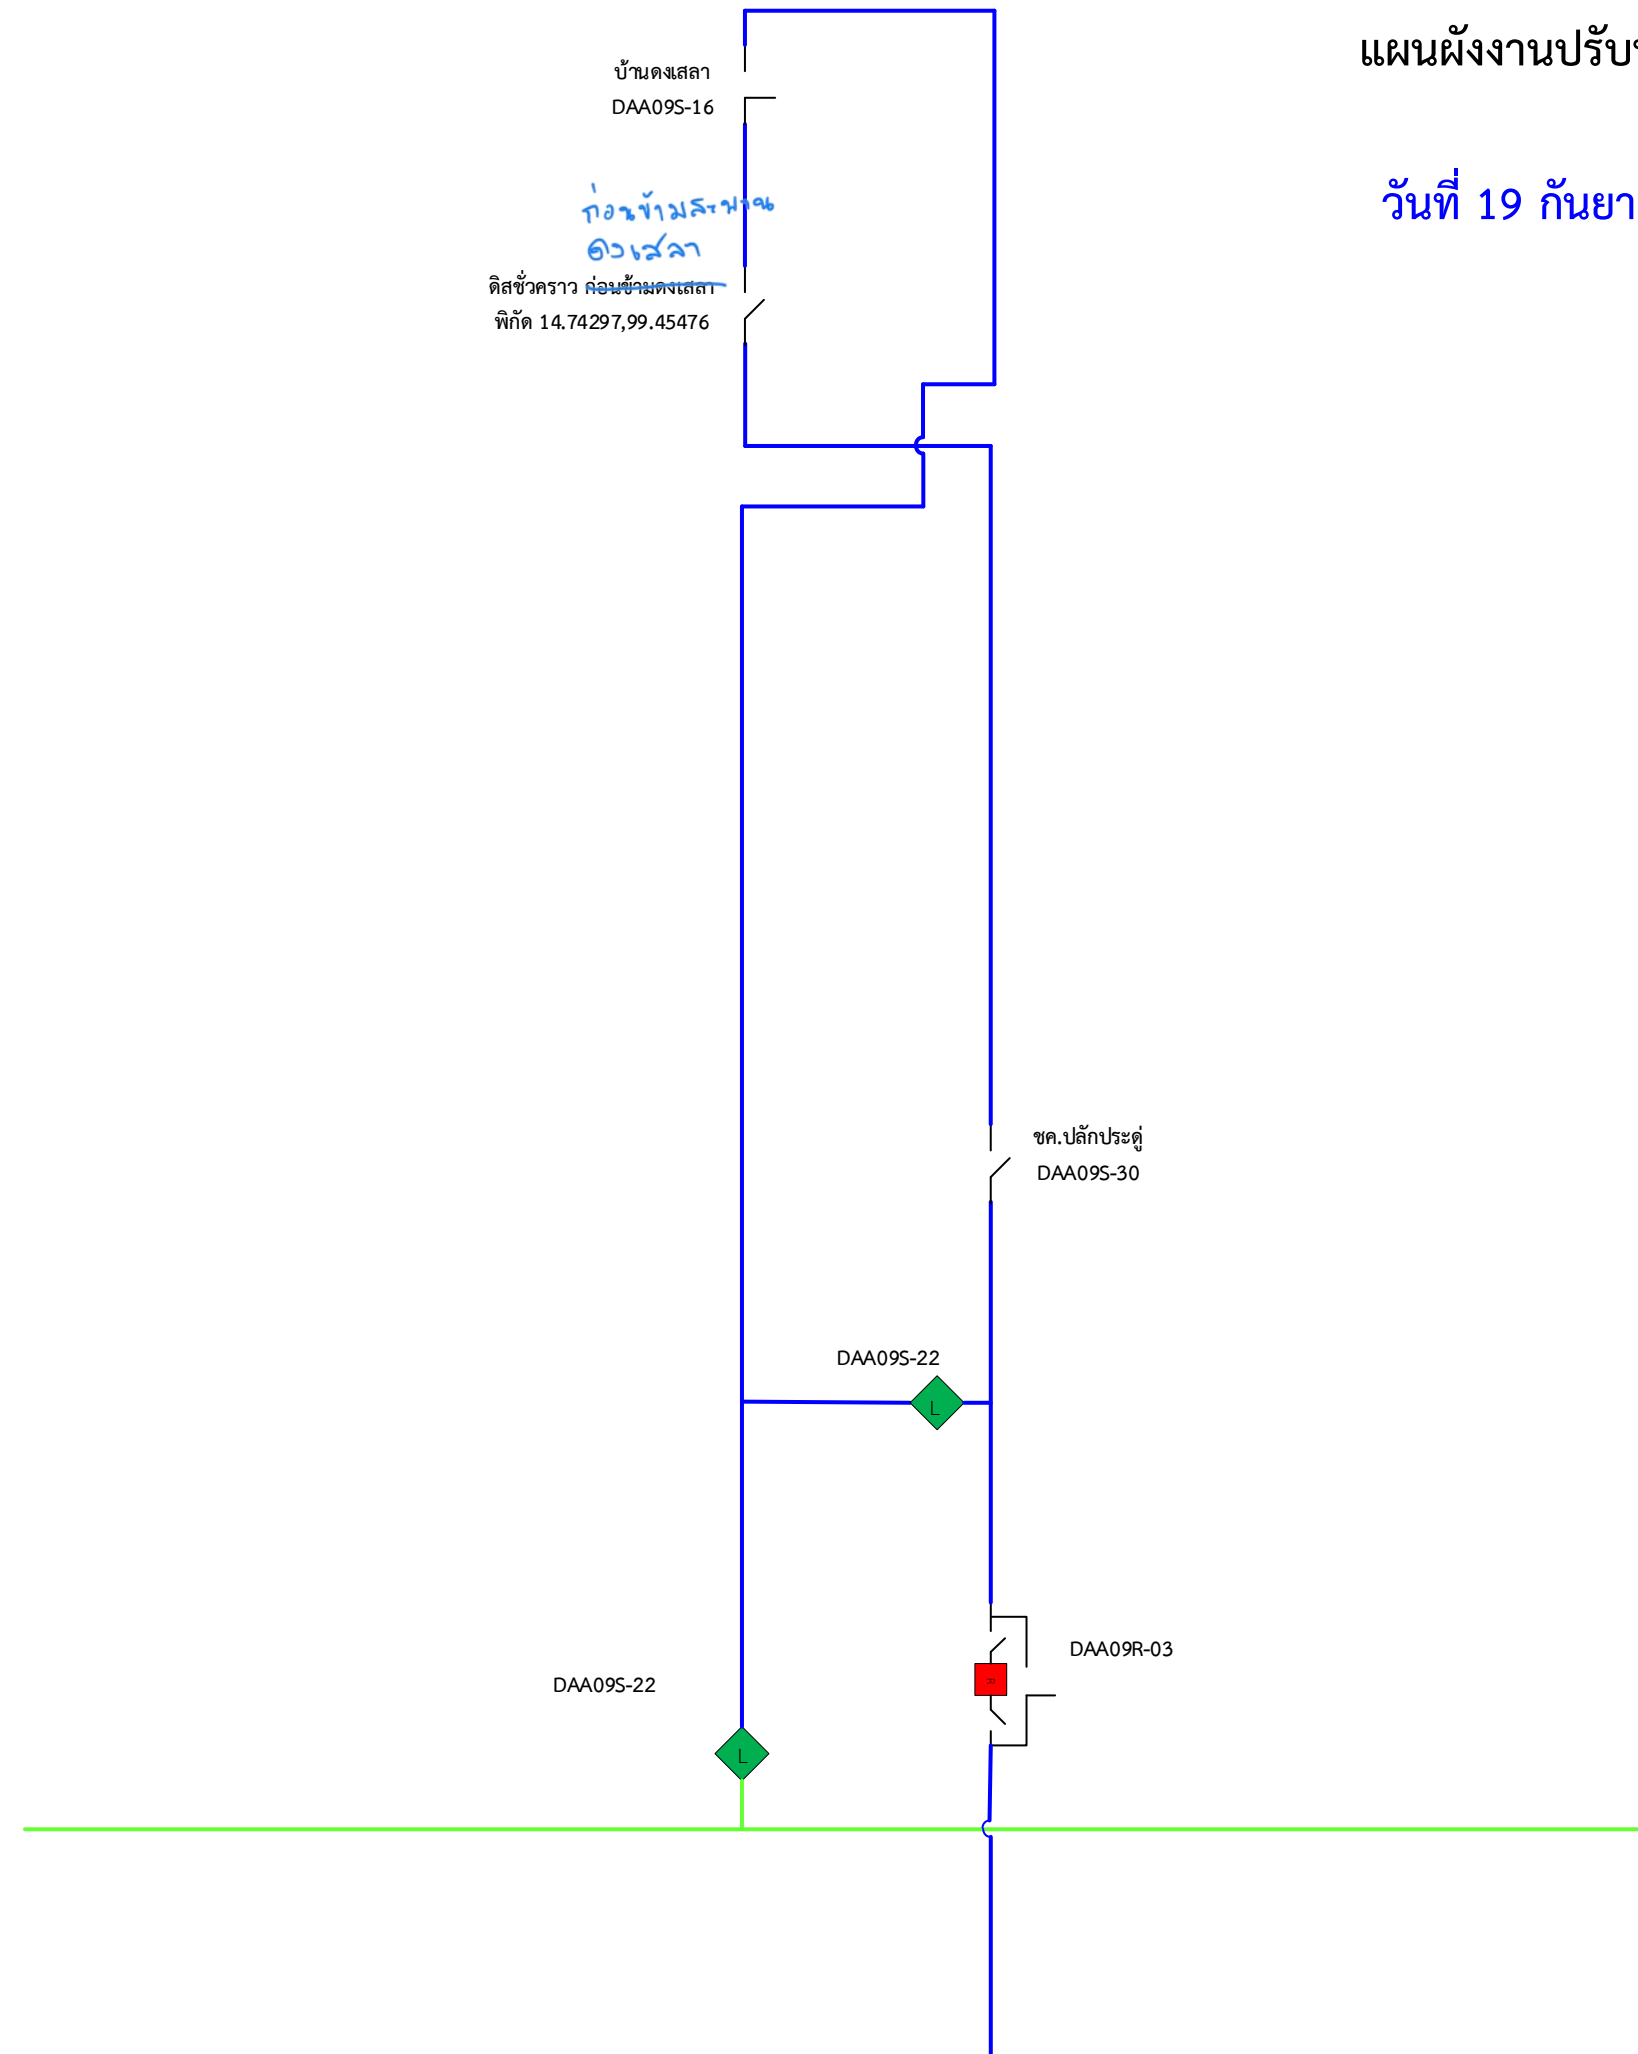 แผนผังงานปรับ
วันที่ 19 กันยา
บ้านดงเสลา
DAA09S-16
ก่อนข้ามสะพาน
ดงเสลา
ดิสชั่วคราว ก่อนข้ามดงเสลา
พิกัด 14.74297,99.45476
ชค.ปลักประดู่
DAA09S-30
DAA09S-22
L
DAA09R-03
DAA09S-22
L